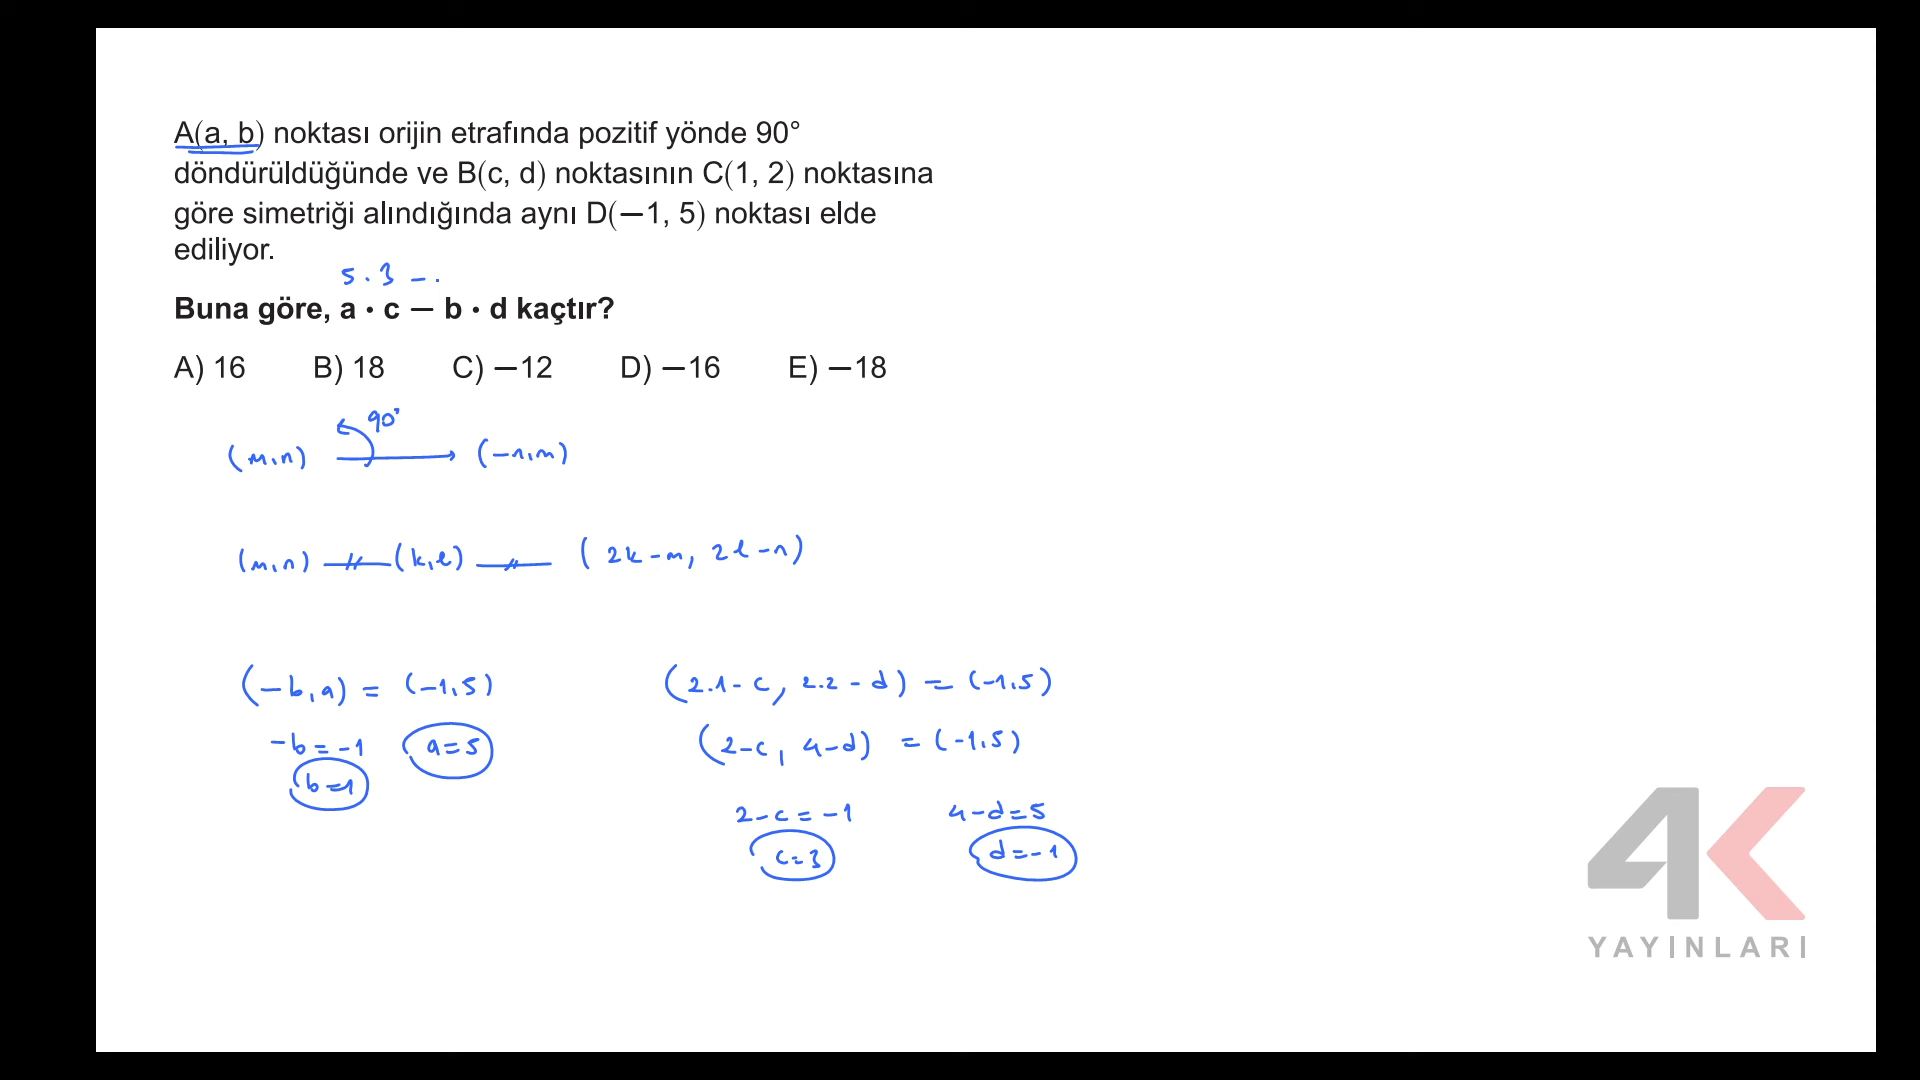 A(a, b) noktası orijin etrafında pozitif yönde 90°
döndürüldüğünde ve B(c, d) noktasının C(1, 2) noktasına
göre simetriği alındığında aynı D(—1, 5) noktası elde
ediliyor.
5 . 3 - .
Buna göre, a • c — b • d kaçtır?
A) 16 B) 18 C) —12 D) —16 E) —18
90°
(m,n) (-n,m)
(m,n) (k,l) (2k-m, 2l-n)
(-b,a) = (-1,5) (2.1-c, 2.2-d) = (-1,5)
-b=-1 a=5 (2-c, 4-d) = (-1,5)
b=1
2-c=-1 4-d=5
c=3 d=-1
4K
YAYINLARI